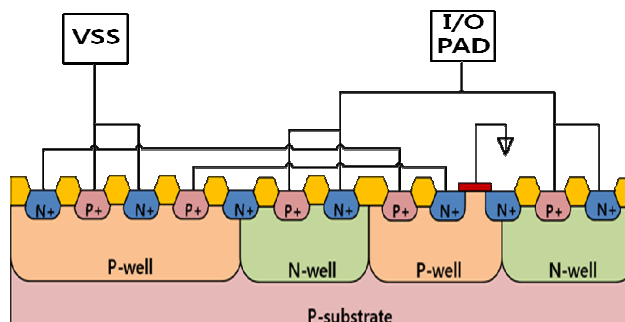 VSS
I/O
PAD
N+ P+ N+ P+ N+ P+ N+ P+ N+ N+ P+ N+
P-well N-well P-well N-well
P-substrate